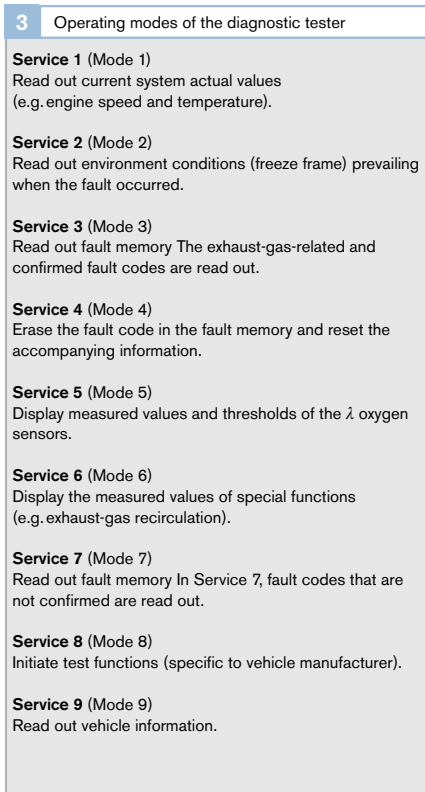 3 Operating modes of the diagnostic tester
Service 1 (Mode 1)
Read out current system actual values
(e.g. engine speed and temperature).
Service 2 (Mode 2)
Read out environment conditions (freeze frame) prevailing
when the fault occurred.
Service 3 (Mode 3)
Read out fault memory The exhaust-gas-related and
confirmed fault codes are read out.
Service 4 (Mode 4)
Erase the fault code in the fault memory and reset the
accompanying information.
Service 5 (Mode 5)
Display measured values and thresholds of the λ oxygen
sensors.
Service 6 (Mode 6)
Display the measured values of special functions
(e.g. exhaust-gas recirculation).
Service 7 (Mode 7)
Read out fault memory In Service 7, fault codes that are
not confirmed are read out.
Service 8 (Mode 8)
Initiate test functions (specific to vehicle manufacturer).
Service 9 (Mode 9)
Read out vehicle information.